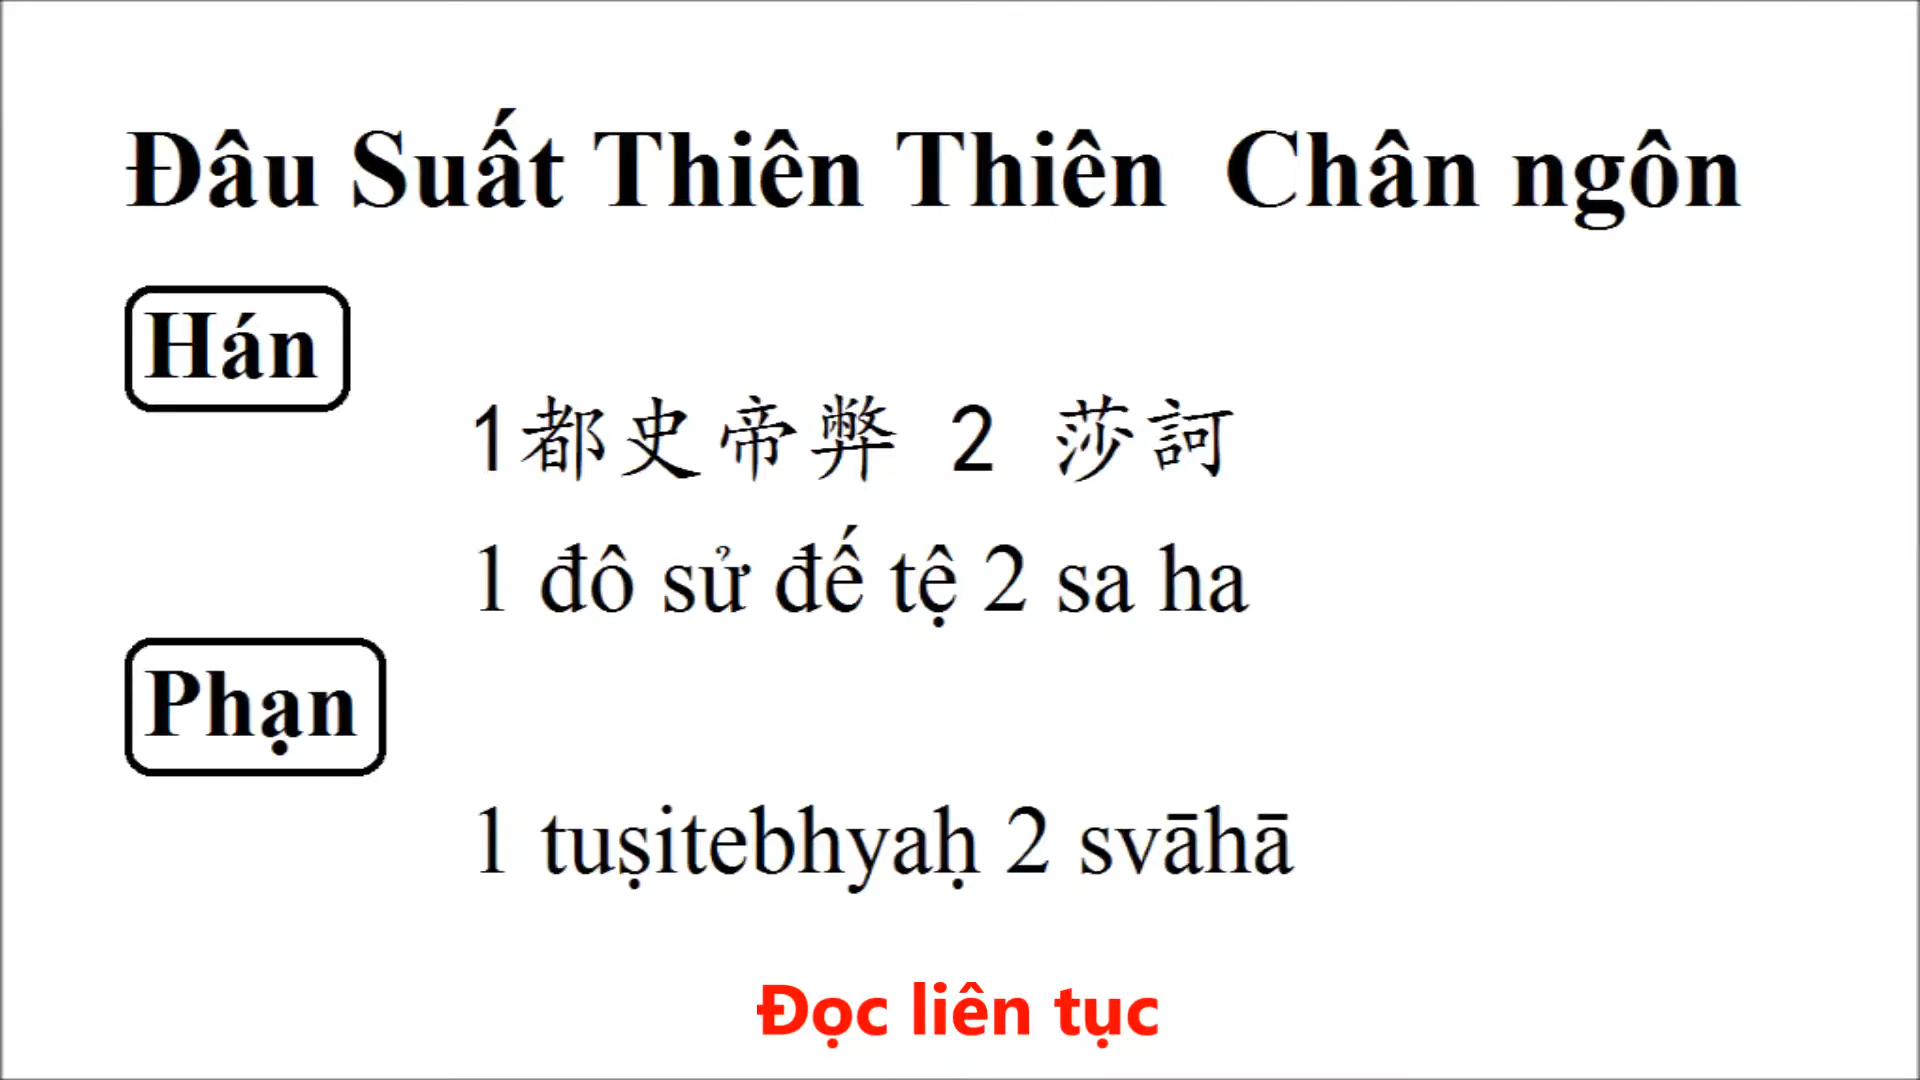 Đâu Suất Thiên Thiên Chân ngôn
Hán
1都史帝弊 2 莎訶
1 đô sử đế tệ 2 sa ha
Phạn
1 tuṣitebhyaḥ 2 svāhā
Đọc liên tục